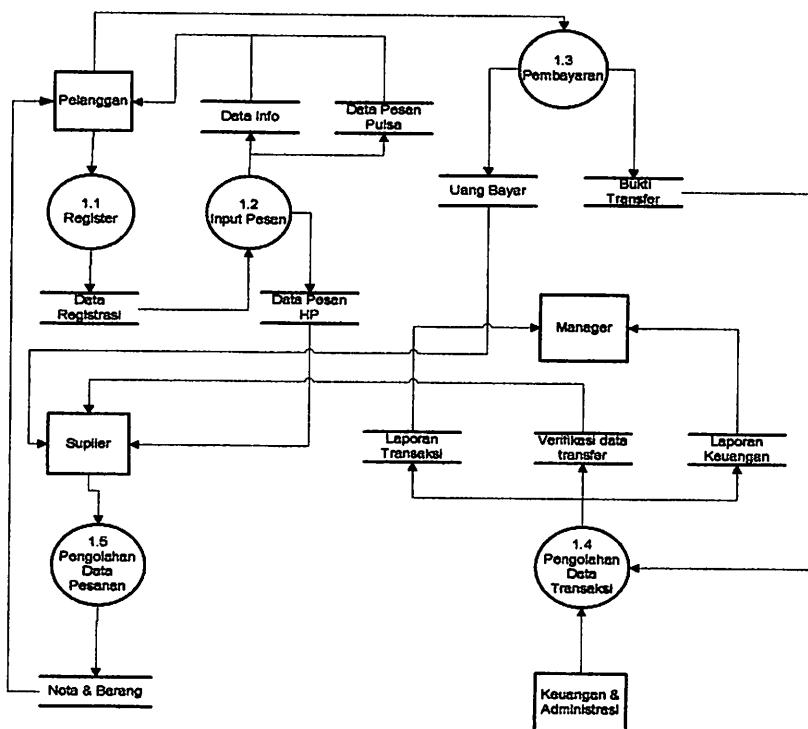 1.3
Pembayaran
Pelanggan
Data Info
Data Pesan
Pulsa
Uang Bayar
Bukti
Transfer
1.1
Register
1.2
Input Pesan
Data
Registrasi
Data Pesan
HP
Manager
Suplier
Laporan
Transaksi
Verifikasi data
transfer
Laporan
Keuangan
1.5
Pengolahan
Data
Pesanan
1.4
Pengolahan
Data
Transaksi
Nota & Barang
Keuangan &
Administrasi